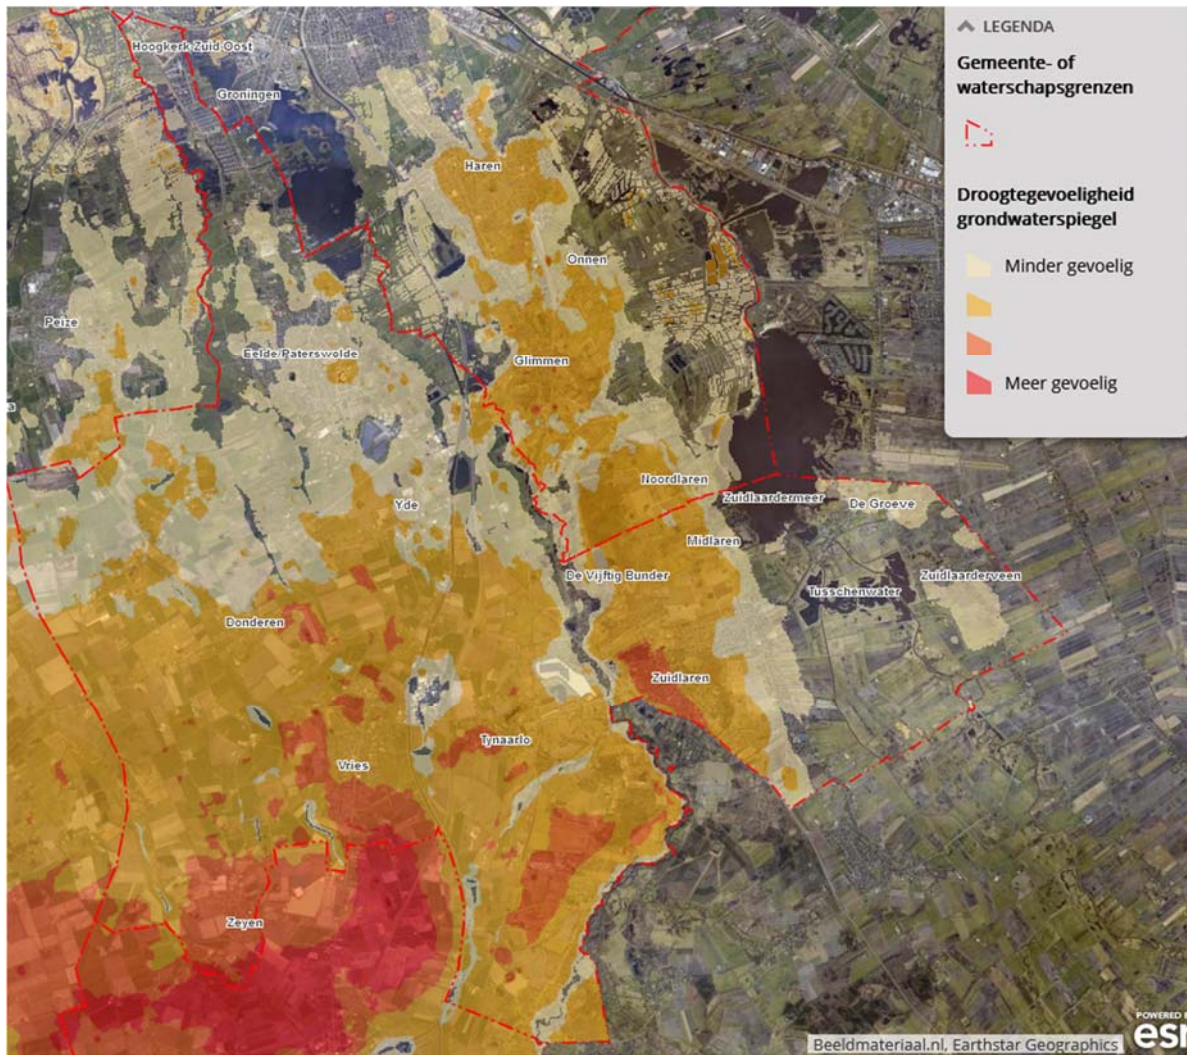 LEGENDA
Gemeente- of
waterschapsgrenzen
Droogtegevoeligheid
grondwaterspiegel
Minder gevoelig
Meer gevoelig
Hoogkerk Zuid Oost
Groningen
Haren
Onnen
Peize
Eelde/Paterswolde
Glimmen
a
Noordlaren
Zuidlaardermeer
De Groeve
Yde
Midlaren
De Vijftig Bunder
Zuidlaarderveen
Tusschenwater
Donderen
Zuidlaren
Tynaarlo
Vries
Zeyen
POWERED B
esr
Beeldmateriaal.nl, Earthstar Geographics